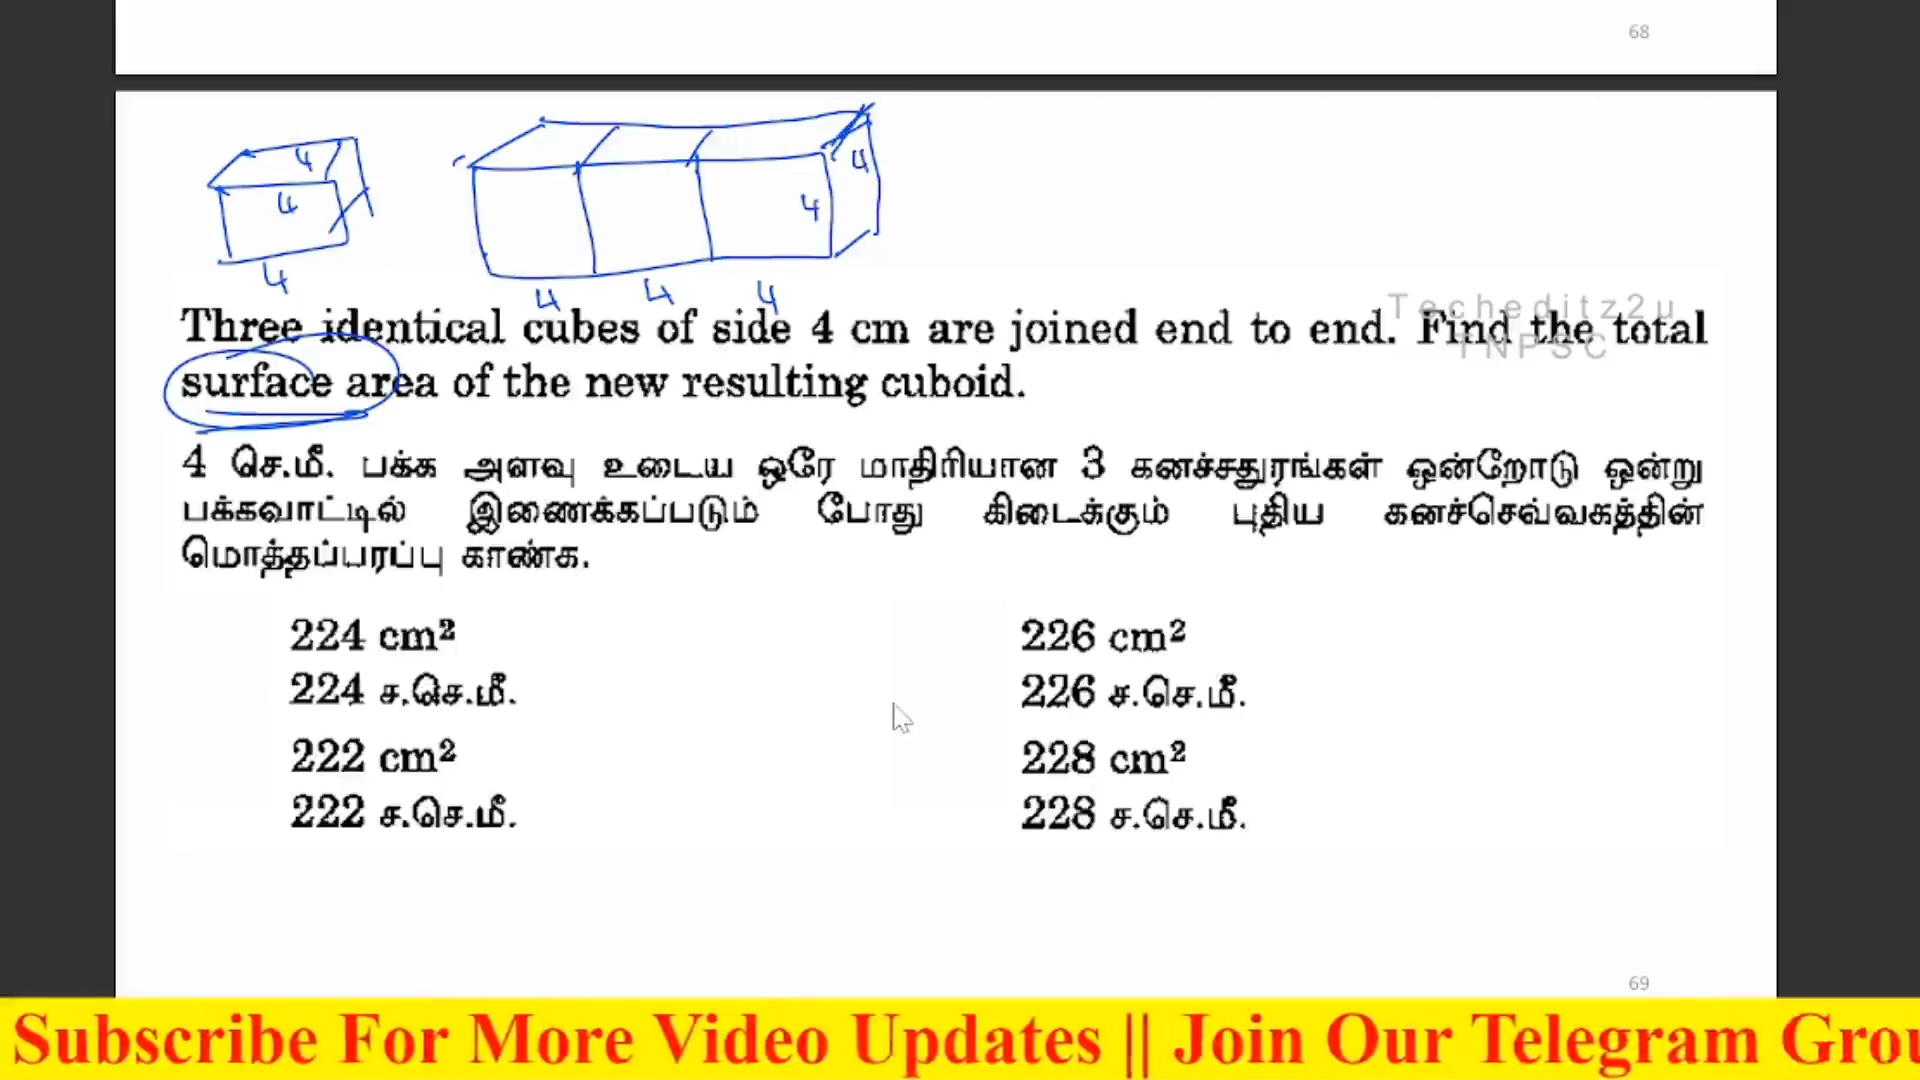 68
4
4
4
4
4
4
4
4
Techeditz2u
TNPSC
Three identical cubes of side 4 cm are joined end to end. Find the total
surface area of the new resulting cuboid.
4 செ.மீ. பக்க அளவு உடைய ஒரே மாதிரியான 3 கனச்சதுரங்கள் ஒன்றோடு ஒன்று
பக்கவாட்டில் இணைக்கப்படும் போது கிடைக்கும் புதிய கனச்செவ்வகத்தின்
மொத்தப்பரப்பு காண்க.
224 cm² 226 cm²
224 ச.செ.மீ. 226 ச.செ.மீ.
222 cm² 228 cm²
222 ச.செ.மீ. 228 ச.செ.மீ.
69
Subscribe For More Video Updates || Join Our Telegram Grou